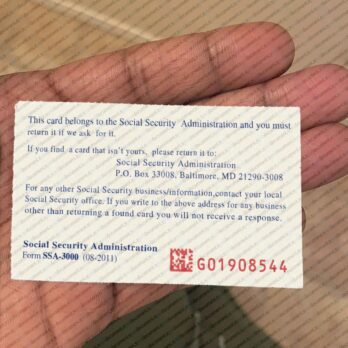 This card belongs to the Social Security Administration and you must
return it if we ask for it.
If you find a card that isn't yours, please return it to:
Social Security Administration
P.O. Box 33008, Baltimore, MD 21290-3008
For any other Social Security business/information,contact your local
Social Security office. If you write to the above address for any business
other than returning a found card you will not receive a response.
Social Security Administration
Form SSA-3000 (08-2011)
G01908544